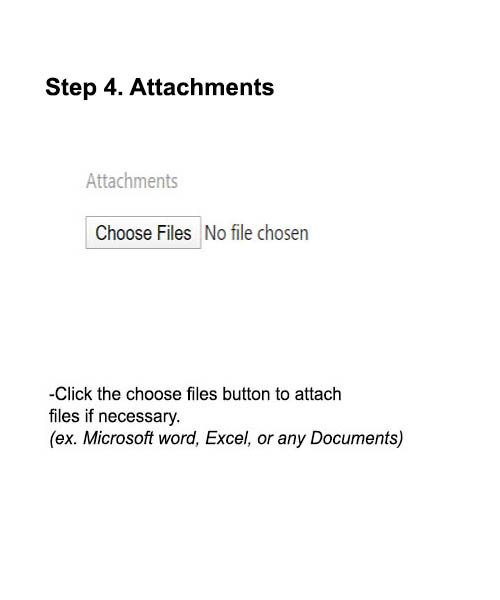 Step 4. Attachments
Attachments
Choose Files No file chosen
-Click the choose files button to attach
files if necessary.
(ex. Microsoft word, Excel, or any Documents)